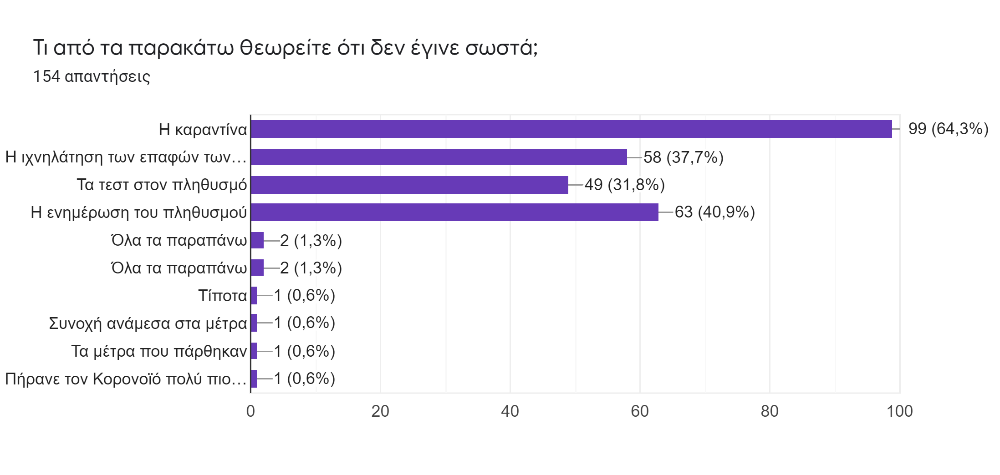 Τι από τα παρακάτω θεωρείτε ότι δεν έγινε σωστά;
154 απαντήσεις
Η καραντίνα 99 (64,3%)
Η ιχνηλάτηση των επαφών των… 58 (37,7%)
Τα τεστ στον πληθυσμό 49 (31,8%)
Η ενημέρωση του πληθυσμού 63 (40,9%)
Όλα τα παραπάνω 2 (1,3%)
Όλα τα παραπάνω 2 (1,3%)
Τίποτα 1 (0,6%)
Συνοχή ανάμεσα στα μέτρα 1 (0,6%)
Τα μέτρα που πάρθηκαν 1 (0,6%)
Πήρανε τον Κορονοϊό πολύ πιο… 1 (0,6%)
0 20 40 60 80 100